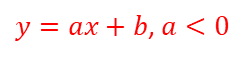 y = ax + b, a < 0